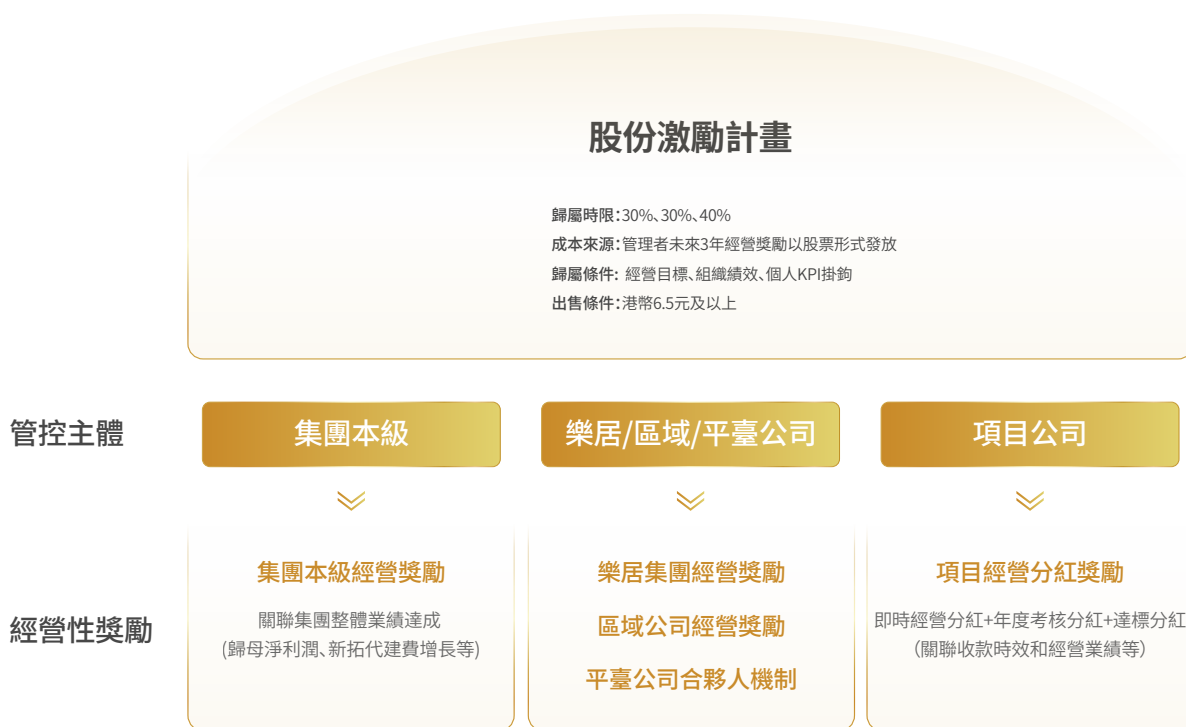 股份激勵計畫
歸屬時限:30%、30%、40%
成本來源:管理者未來3年經營獎勵以股票形式發放
歸屬條件: 經營目標、組織績效、個人KPI掛鉤
出售條件:港幣6.5元及以上
管控主體
集團本級
樂居/區域/平臺公司
項目公司
經營性獎勵
集團本級經營獎勵
關聯集團整體業績達成
(歸母淨利潤、新拓代建費增長等)
樂居集團經營獎勵
區域公司經營獎勵
平臺公司合夥人機制
項目經營分紅獎勵
即時經營分紅+年度考核分紅+達標分紅
（關聯收款時效和經營業績等）